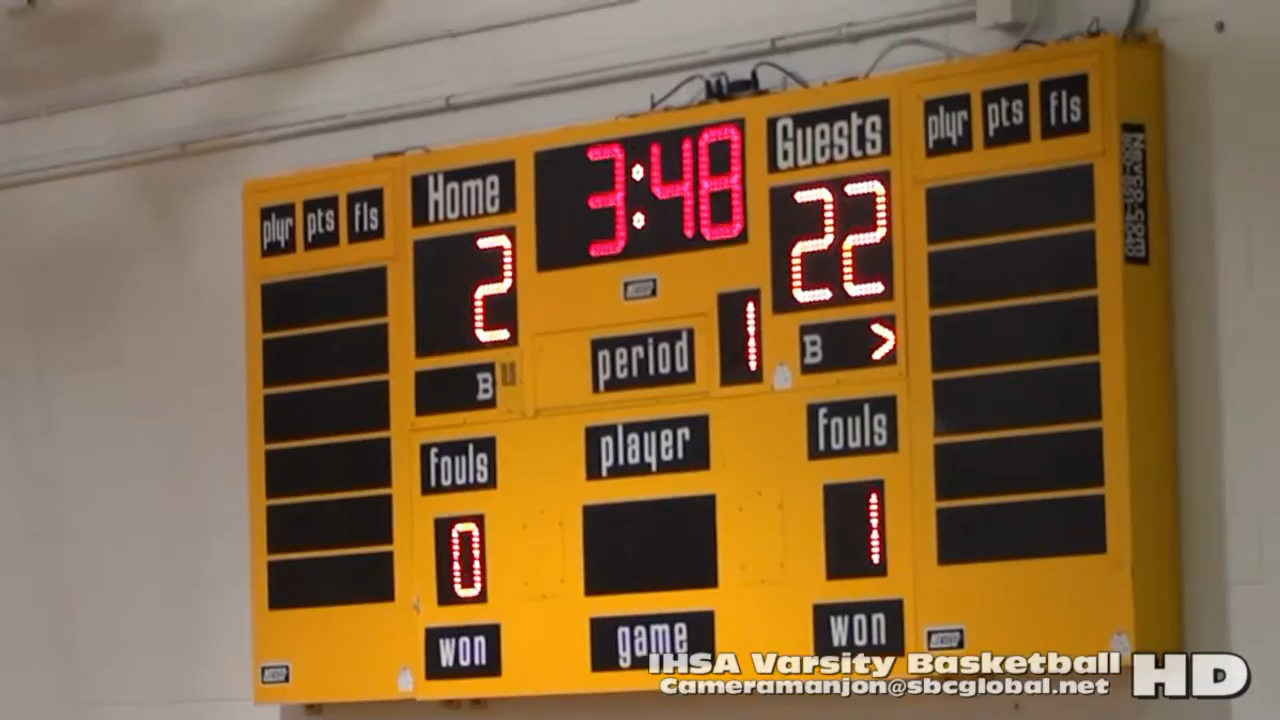 plyr pts fls
Home
3:48
Guests
plyr pts fls
2
22
period
1
B
B >
fouls
player
fouls
0
1
won
game
won
IHSA Varsity Basketball HD
Cameramanjon@sbcglobal.net